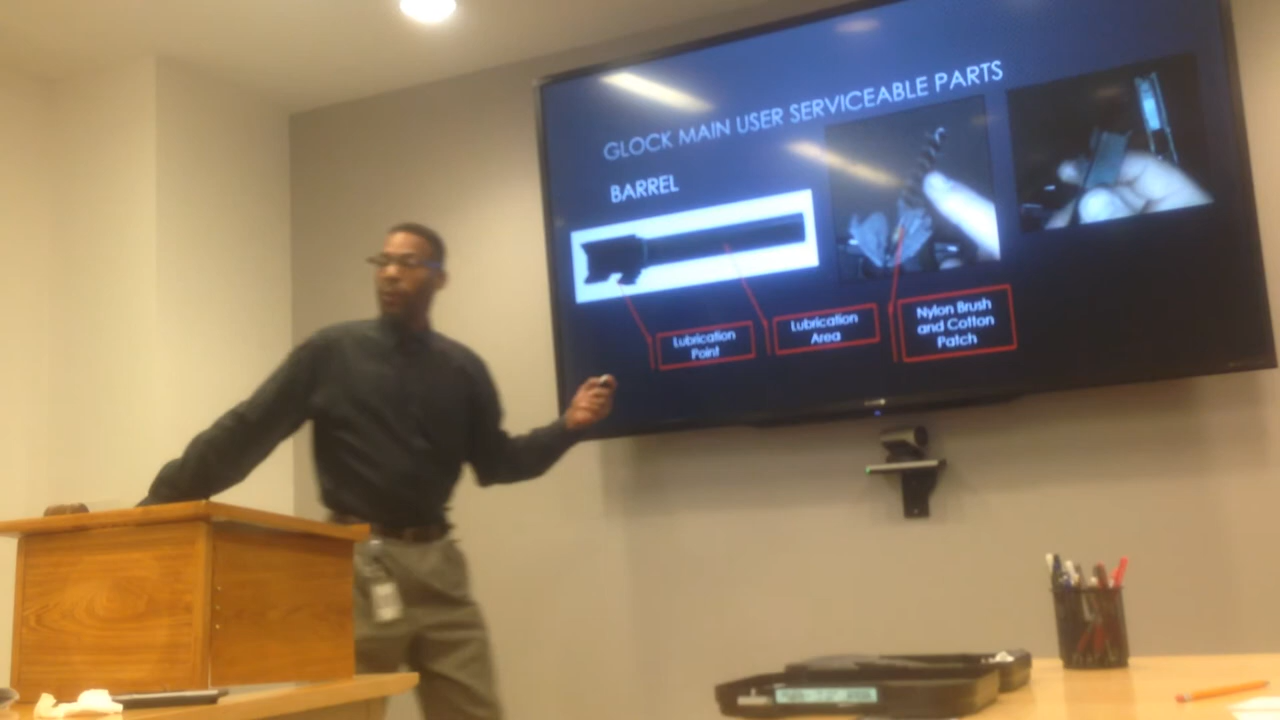 GLOCK MAIN USER SERVICEABLE PARTS
BARREL
Lubrication
Point
Lubrication
Area
Nylon Brush
and Cotton
Patch